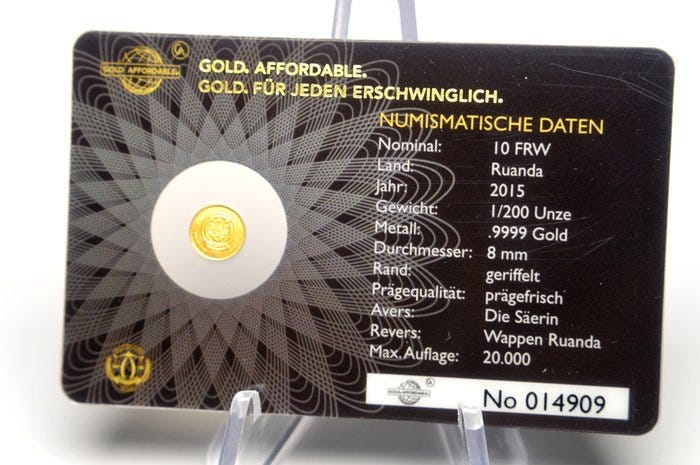 GOLD. AFFORDABLE.
GOLD. AFFORDABLE.
GOLD. FÜR JEDEN ERSCHWINGLICH.
NUMISMATISCHE DATEN
Nominal: 10 FRW
Land: Ruanda
Jahr: 2015
Gewicht: 1/200 Unze
Metall: .9999 Gold
Durchmesser: 8 mm
Rand: geriffelt
Prägequalität: prägefrisch
Avers: Die Säerin
Revers: Wappen Ruanda
Max. Auflage: 20.000
GOLD. AFFORDABLE.
No 014909